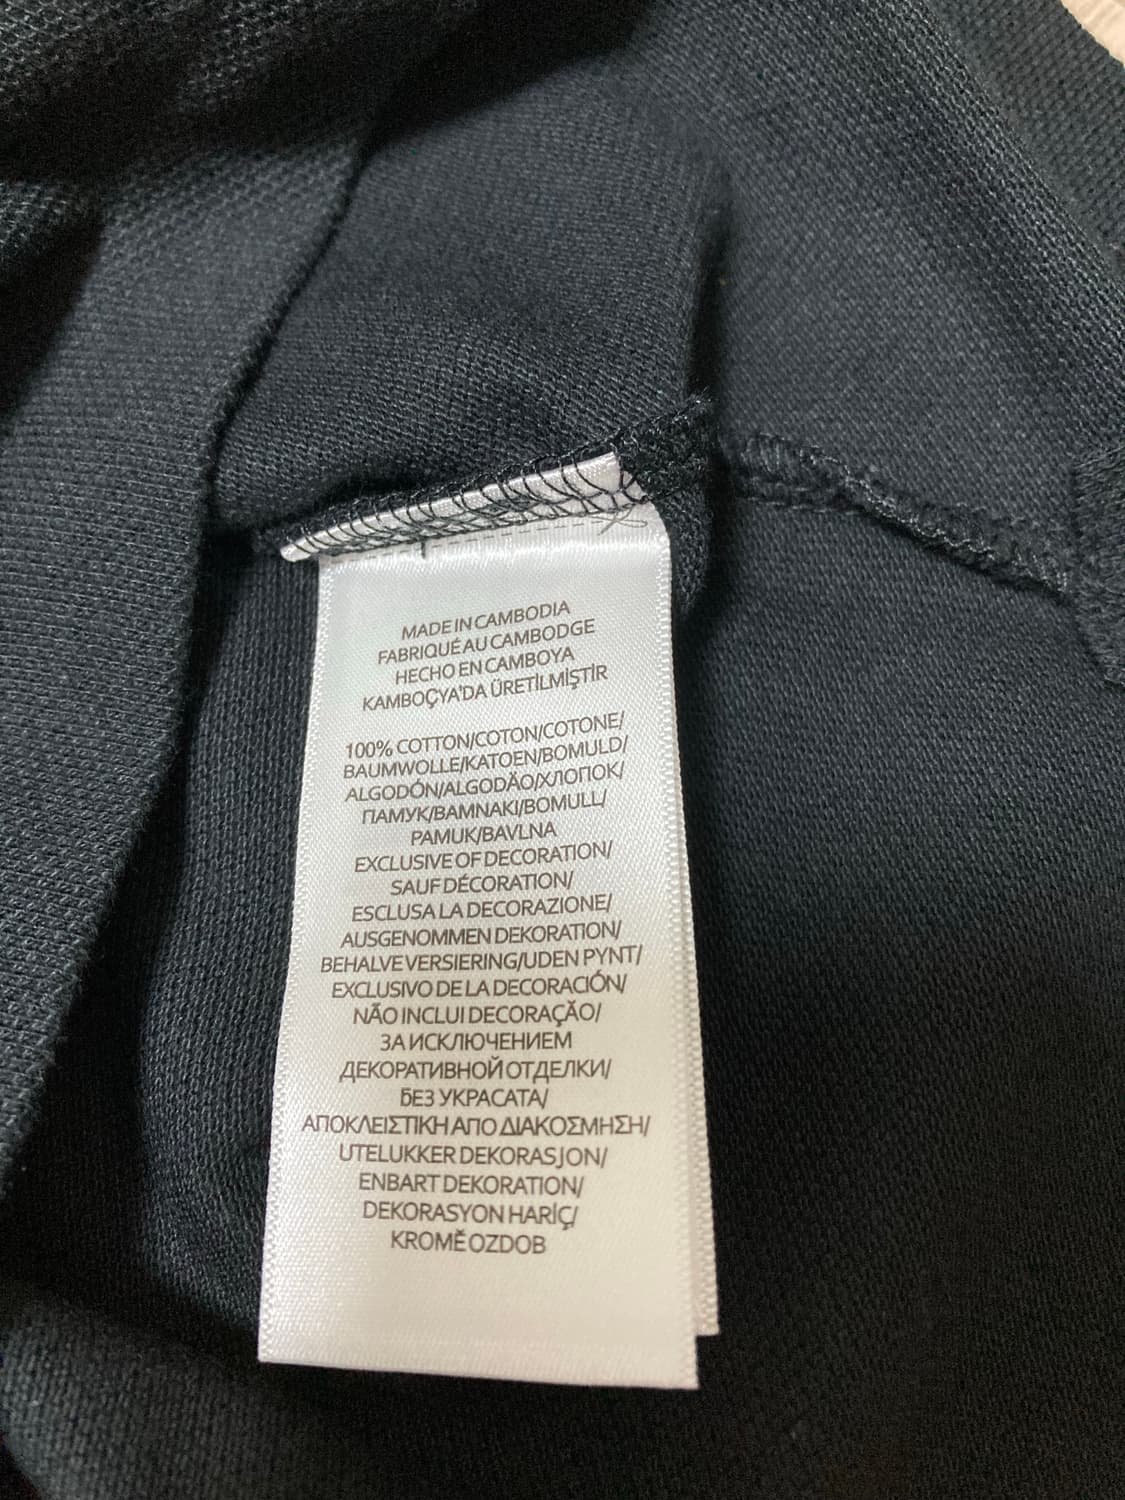 MADE IN CAMBODIA
FABRIQUÉ AU CAMBODGE
HECHO EN CAMBOYA
KAMBOÇYA'DA ÜRETİLMİŞTİR
100% COTTON/COTON/COTONE/
BAUMWOLLE/KATOEN/BOMULD/
ALGODÓN/ALGODÃO/ХЛОПОК/
ПАМУК/ΒΑΜΝΑΚΙ/BOMULL/
PAMUK/BAVLNA
EXCLUSIVE OF DECORATION/
SAUF DÉCORATION/
ESCLUSA LA DECORAZIONE/
AUSGENOMMEN DEKORATION/
BEHALVE VERSIERING/UDEN PYNT/
EXCLUSIVO DE LA DECORACIÓN/
NÃO INCLUI DECORAÇÃO/
ЗА ИСКЛЮЧЕНИЕМ
ДЕКОРАТИВНОЙ ОТДЕЛКИ/
БЕЗ УКРАСАТА/
ΑΠΟΚΛΕΙΣΤΙΚΗ ΑΠΟ ΔΙΑΚΟΣΜΗΣΗ/
UTELUKKER DEKORASJON/
ENBART DEKORATION/
DEKORASYON HARİÇ/
KROMĚ OZDOB